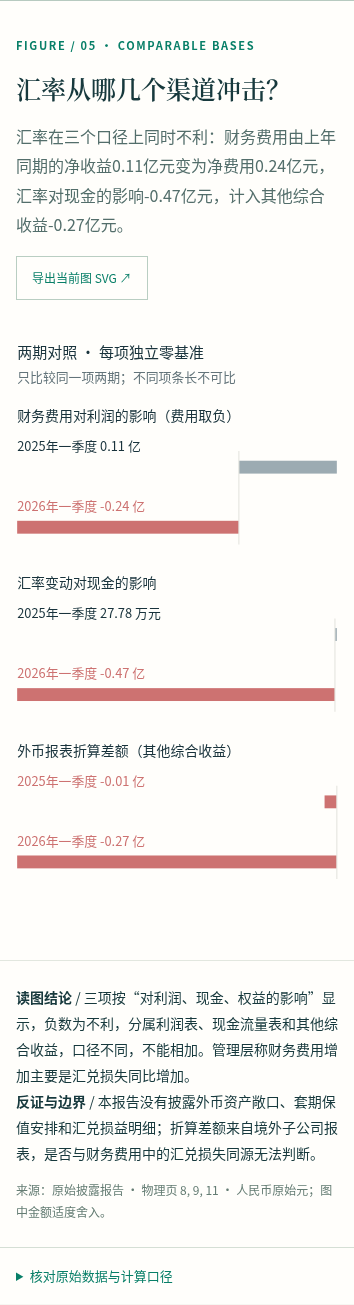 FIGURE / 05 · COMPARABLE BASES
汇率从哪几个渠道冲击？
汇率在三个口径上同时不利：财务费用由上年
同期的净收益0.11亿元变为净费用0.24亿元，
汇率对现金的影响-0.47亿元，计入其他综合
收益-0.27亿元。
导出当前图 SVG ↗
两期对照 · 每项独立零基准
只比较同一项两期；不同项条长不可比
财务费用对利润的影响（费用取负）
2025年一季度 0.11 亿
2026年一季度 -0.24 亿
汇率变动对现金的影响
2025年一季度 27.78 万元
2026年一季度 -0.47 亿
外币报表折算差额（其他综合收益）
2025年一季度 -0.01 亿
2026年一季度 -0.27 亿
读图结论 / 三项按“对利润、现金、权益的影响”显
示，负数为不利，分属利润表、现金流量表和其他综
合收益，口径不同，不能相加。管理层称财务费用增
加主要是汇兑损失同比增加。
反证与边界 / 本报告没有披露外币资产敞口、套期保
值安排和汇兑损益明细；折算差额来自境外子公司报
表，是否与财务费用中的汇兑损失同源无法判断。
来源：原始披露报告 · 物理页 8, 9, 11 · 人民币原始元；图
中金额适度舍入。
▶ 核对原始数据与计算口径